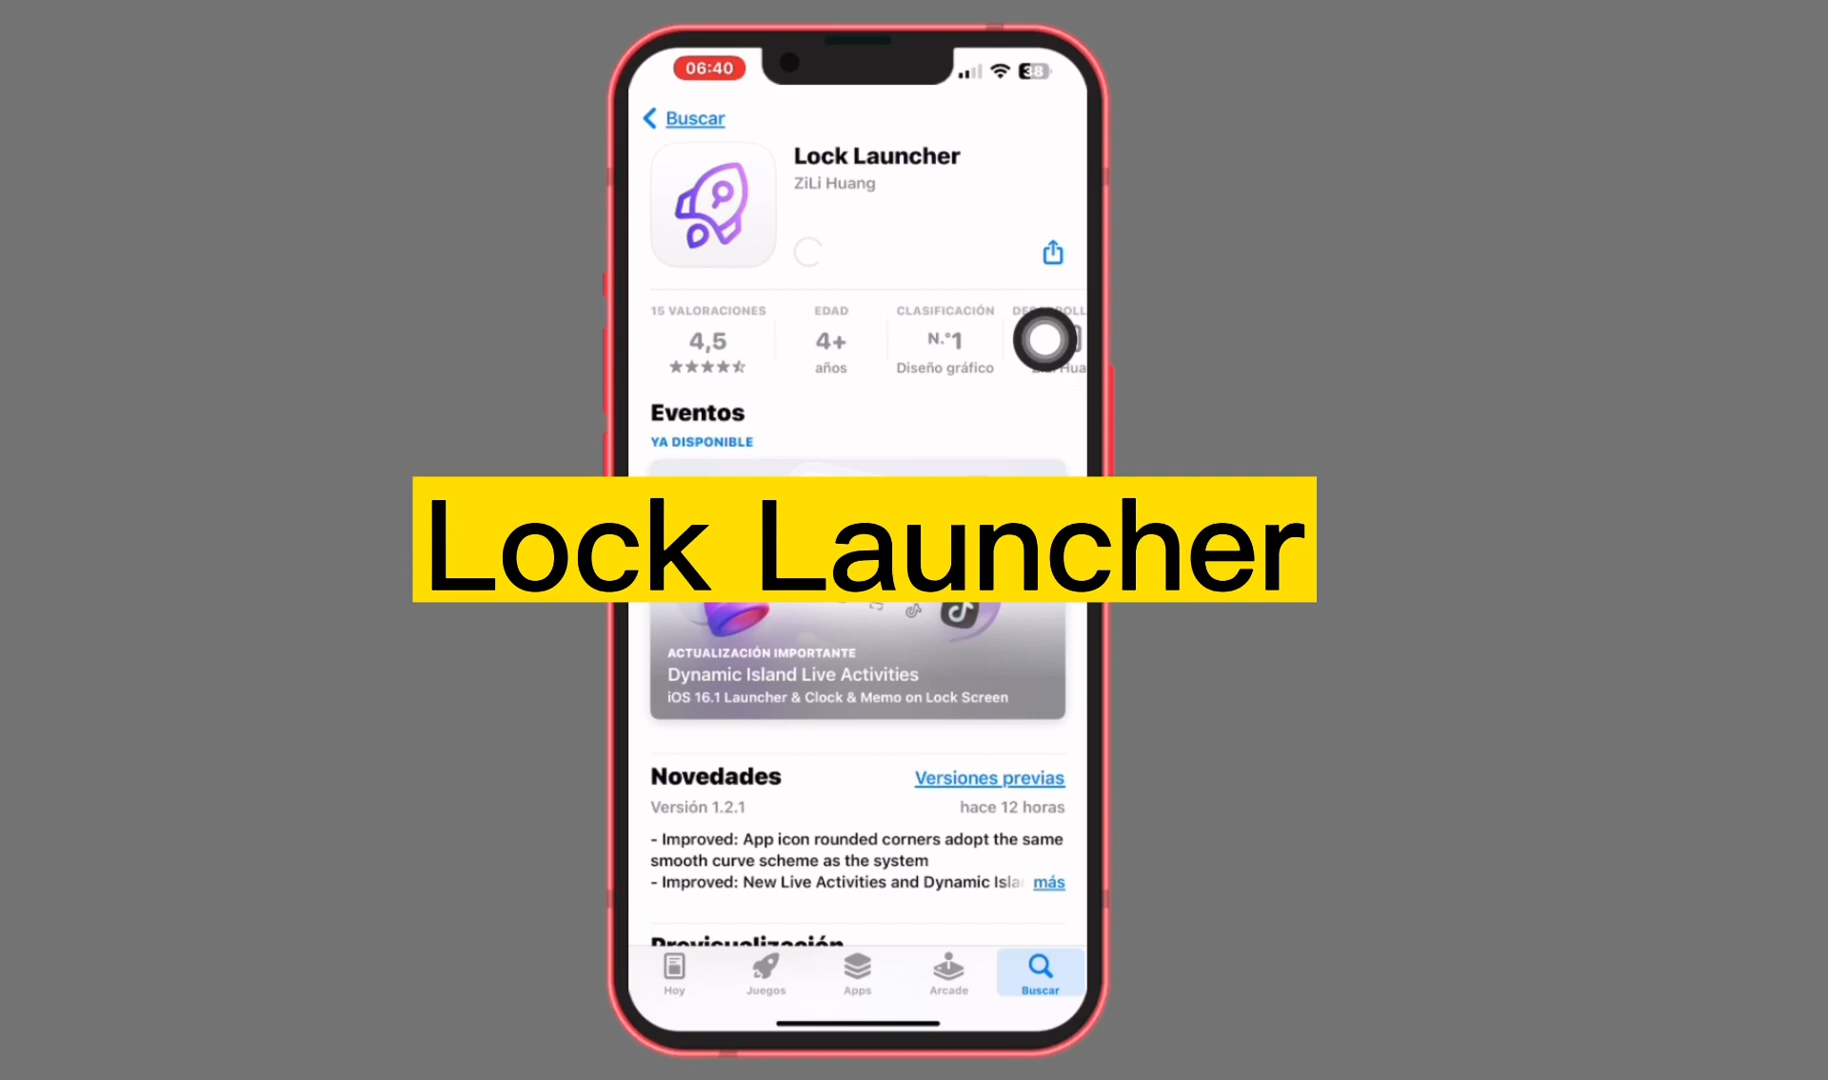 06:40
38
Buscar
Lock Launcher
ZiLi Huang
15 VALORACIONES
4,5
EDAD
4+
años
CLASIFICACIÓN
N.º1
Diseño gráfico
Eventos
YA DISPONIBLE
Lock Launcher
ACTUALIZACIÓN IMPORTANTE
Dynamic Island Live Activities
iOS 16.1 Launcher & Clock & Memo on Lock Screen
Novedades
Versiones previas
Versión 1.2.1
hace 12 horas
- Improved: App icon rounded corners adopt the same
smooth curve scheme as the system
- Improved: New Live Activities and Dynamic Isla
más
Previsualización
Hoy
Juegos
Apps
Arcade
Buscar